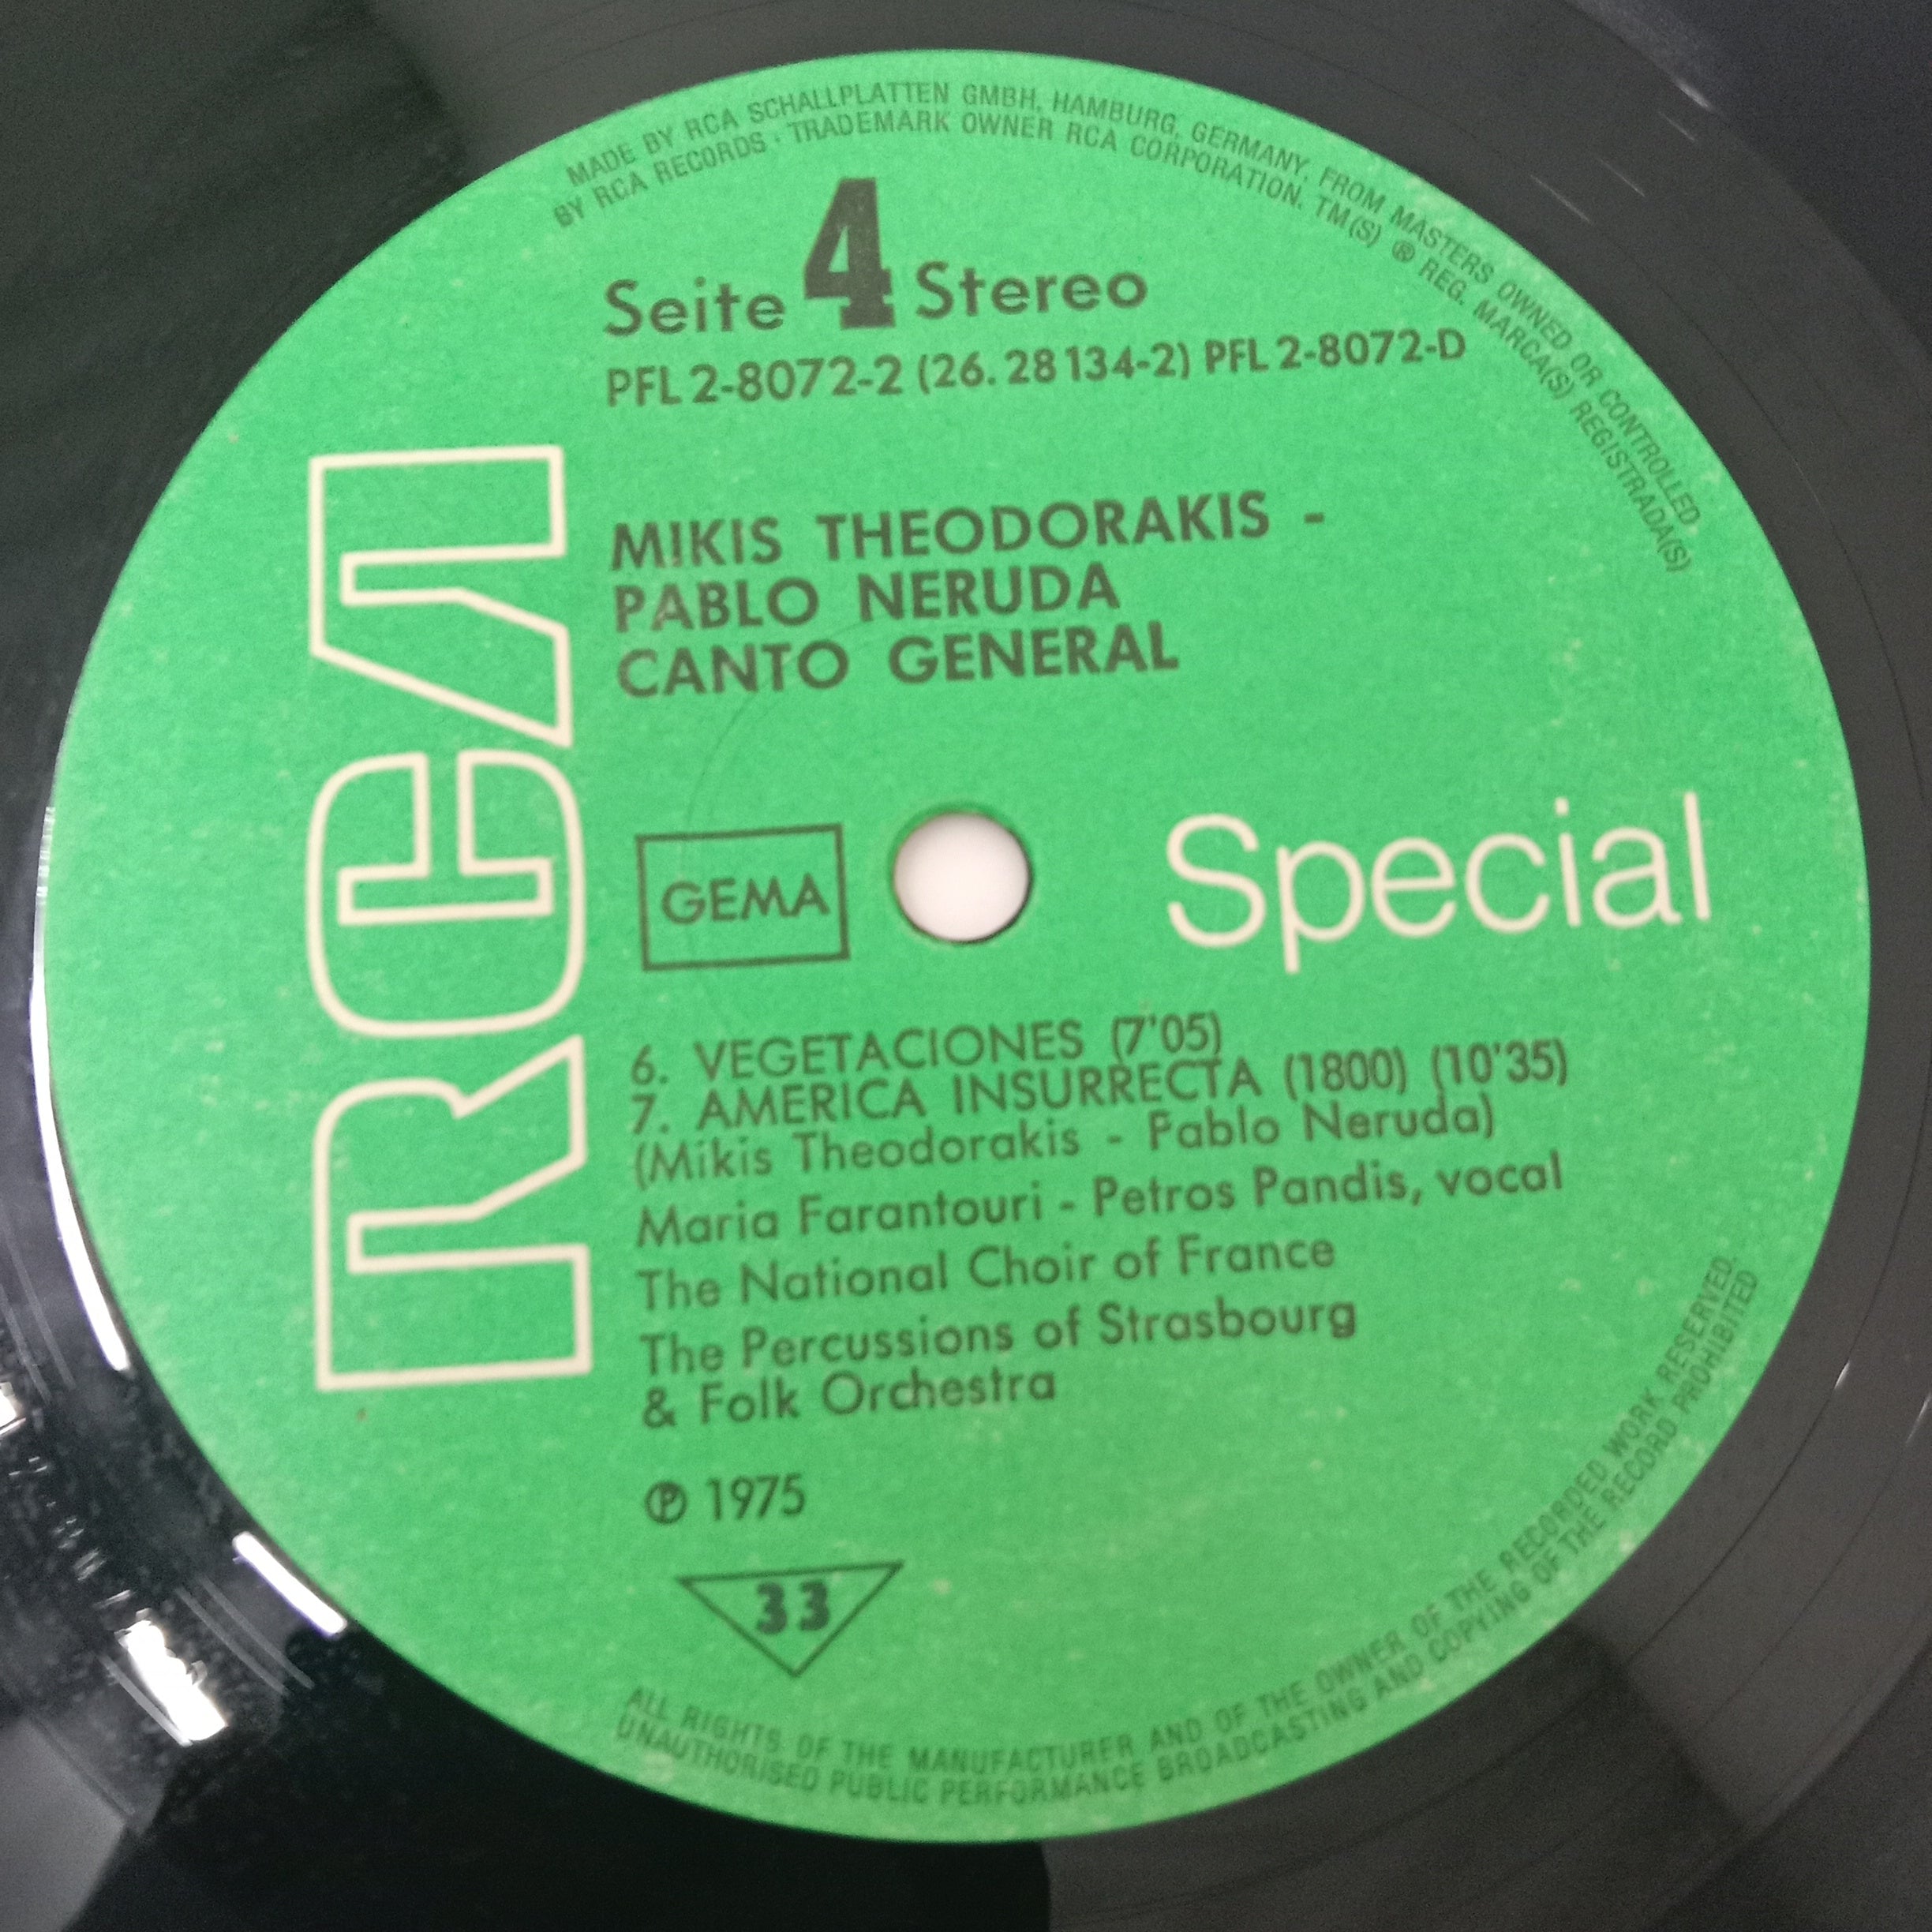 MADE BY RCA SCHALLPLATTEN GMBH, HAMBURG, GERMANY, FROM MASTERS OWNED OR CONTROLLED
BY RCA RECORDS · TRADEMARK OWNER RCA CORPORATION. TM(S) ® REG. MARCA(S) REGISTRADA(S)
Seite 4 Stereo
PFL 2-8072-2 (26. 28 134-2) PFL 2-8072-D
RCA
MIKIS THEODORAKIS -
PABLO NERUDA
CANTO GENERAL
GEMA
Special
6. VEGETACIONES (7'05)
7. AMERICA INSURRECTA (1800) (10'35)
(Mikis Theodorakis - Pablo Neruda)
Maria Farantouri - Petros Pandis, vocal
The National Choir of France
The Percussions of Strasbourg
& Folk Orchestra
℗ 1975
33
ALL RIGHTS OF THE MANUFACTURER AND OF THE OWNER OF THE RECORDED WORK RESERVED.
UNAUTHORISED PUBLIC PERFORMANCE BROADCASTING AND COPYING OF THE RECORD PROHIBITED